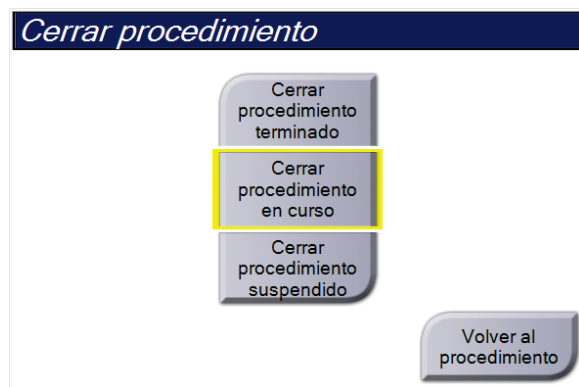 Cerrar procedimiento
Cerrar
procedimiento
terminado
Cerrar
procedimiento
en curso
Cerrar
procedimiento
suspendido
Volver al
procedimiento